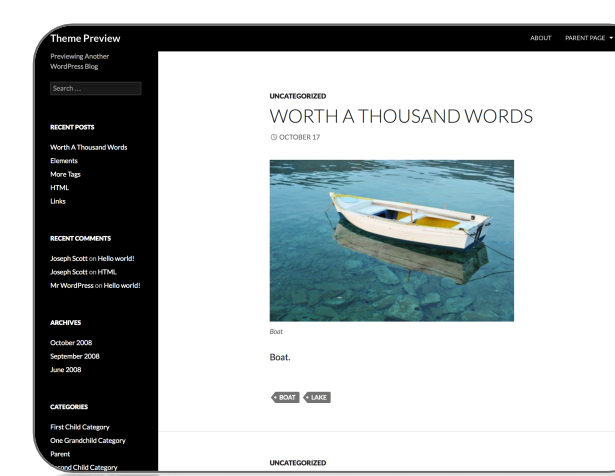 Theme Preview
ABOUT PARENT PAGE
Previewing Another
WordPress Blog
Search ...
RECENT POSTS
Worth A Thousand Words
Elements
More Tags
HTML
Links
RECENT COMMENTS
Joseph Scott on Hello world!
Joseph Scott on HTML
Mr WordPress on Hello world!
ARCHIVES
October 2008
September 2008
June 2008
CATEGORIES
First Child Category
One Grandchild Category
Parent
Second Child Category
UNCATEGORIZED
WORTH A THOUSAND WORDS
OCTOBER 17
Boat
Boat.
BOAT LAKE
UNCATEGORIZED